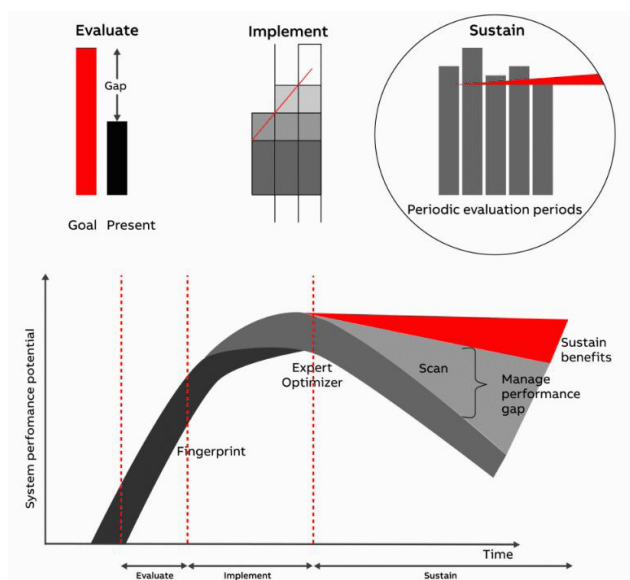 Evaluate
Implement
Sustain
Gap
Goal
Present
Periodic evaluation periods
System perfomance potential
Expert
Optimizer
Fingerprint
Scan
Manage
performance
gap
Sustain
benefits
Time
Evaluate
Implement
Sustain